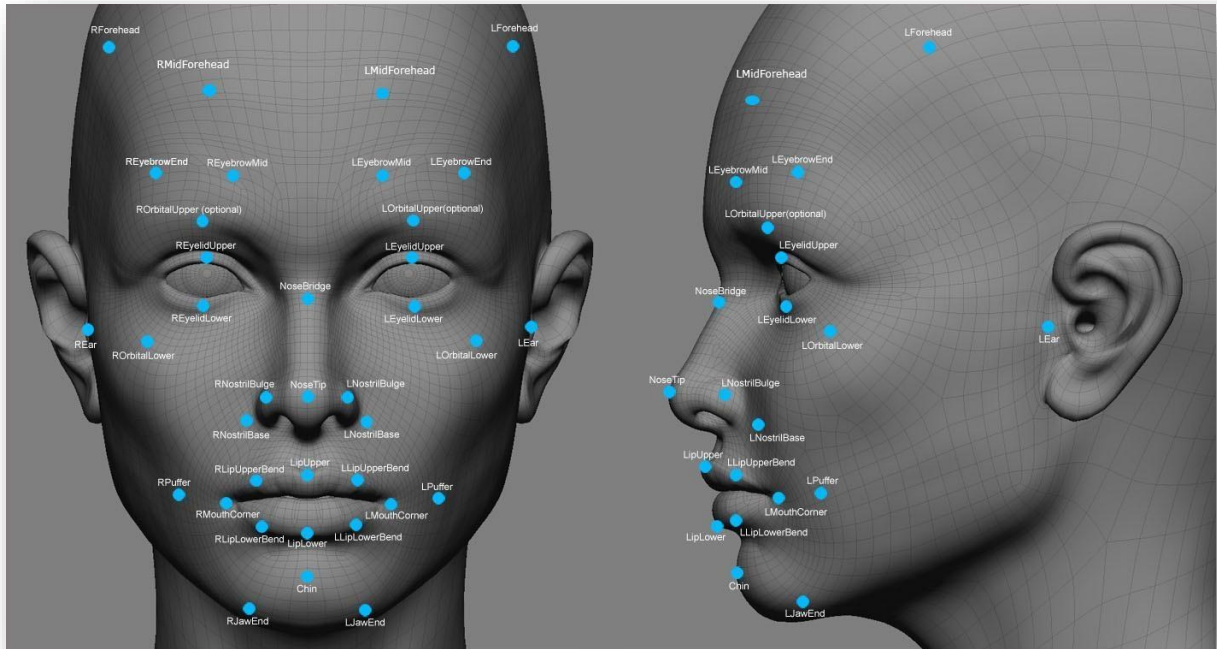 RForehead
LForehead
RMidForehead
LMidForehead
REyebrowEnd
REyebrowMid
LEyebrowMid
LEyebrowEnd
ROrbitalUpper (optional)
LOrbitalUpper(optional)
REyelidUpper
LEyelidUpper
NoseBridge
REyelidLower
LEyelidLower
REar
LEar
ROrbitalLower
LOrbitalLower
RNostrilBulge
NoseTip
LNostrilBulge
RNostrilBase
LNostrilBase
LipUpper
RLipUpperBend
LLipUpperBend
RPuffer
LPuffer
RMouthCorner
LMouthCorner
RLipLowerBend
LipLower
LLipLowerBend
Chin
RJawEnd
LJawEnd
LForehead
LMidForehead
LEyebrowEnd
LEyebrowMid
LOrbitalUpper(optional)
LEyelidUpper
NoseBridge
LEyelidLower
LOrbitalLower
LEar
NoseTip
LNostrilBulge
LNostrilBase
LipUpper
LLipUpperBend
LPuffer
LMouthCorner
LipLower
LLipLowerBend
Chin
LJawEnd